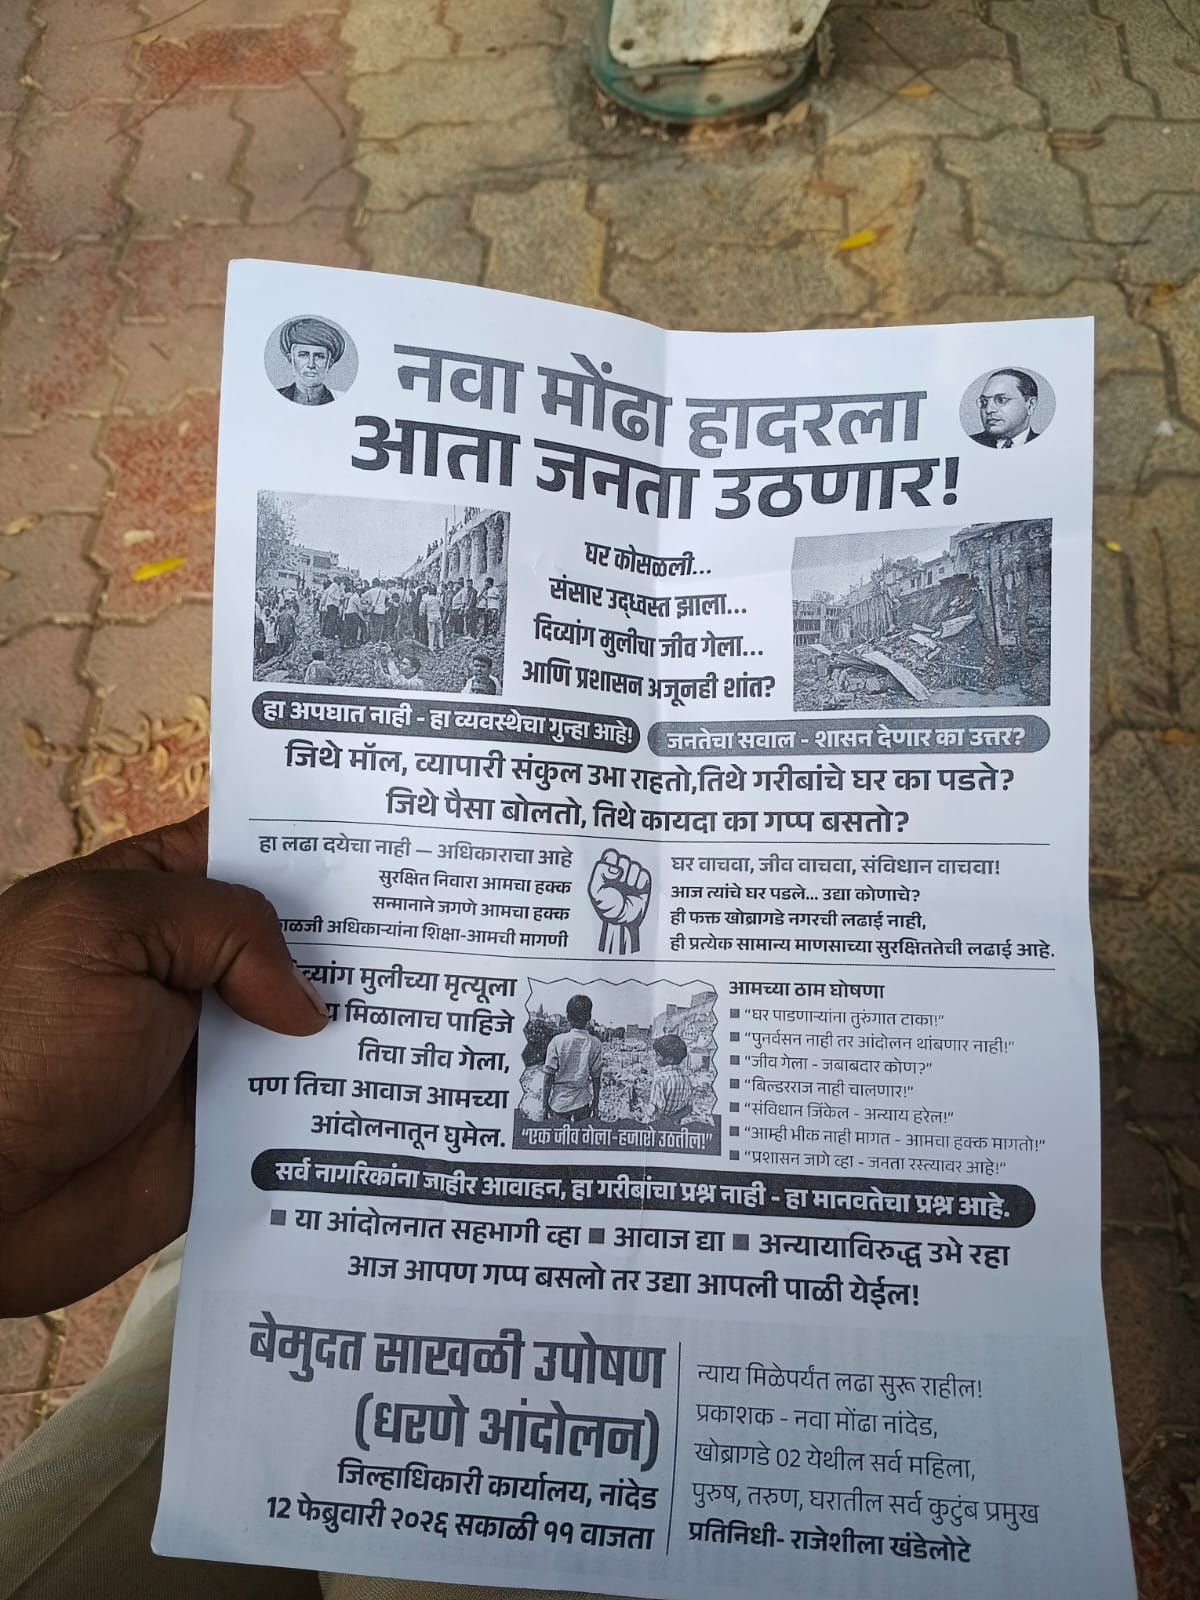 नवा मोंढा हादरला
आता जनता उठणार!
घर कोसळली...
संसार उद्ध्वस्त झाला...
दिव्यांग मुलीचा जीव गेला...
आणि प्रशासन अजूनही शांत?
हा अपघात नाही - हा व्यवस्थेचा गुन्हा आहे!
जनतेचा सवाल - शासन देणार का उत्तर?
जिथे मॉल, व्यापारी संकुल उभा राहतो,तिथे गरीबांचे घर का पडते?
जिथे पैसा बोलतो, तिथे कायदा का गप्प बसतो?
हा लढा दयेचा नाही – अधिकाराचा आहे
सुरक्षित निवारा आमचा हक्क
सन्मानाने जगणे आमचा हक्क
अधिकाऱ्यांना शिक्षा-आमची मागणी
घर वाचवा, जीव वाचवा, संविधान वाचवा!
आज त्यांचे घर पडले... उद्या कोणाचे?
ही फक्त खोब्रागडे नगरची लढाई नाही,
ही प्रत्येक सामान्य माणसाच्या सुरक्षिततेची लढाई आहे.
मुलीच्या मृत्यूला
मिळालाच पाहिजे
तिचा जीव गेला,
पण तिचा आवाज आमच्या
आंदोलनातून घुमेल.
"एक जीव गेला-हजारो उठतील!"
आमच्या ठाम घोषणा
■ "घर पाडणाऱ्यांना तुरुंगात टाका!"
■ "पुनर्वसन नाही तर आंदोलन थांबणार नाही!"
■ "जीव गेला - जबाबदार कोण?"
■ "बिल्डरराज नाही चालणार!"
■ "संविधान जिंकेल - अन्याय हरेल!"
■ "आम्ही भीक नाही मागत - आमचा हक्क मागतो!"
■ "प्रशासन जागे व्हा - जनता रस्त्यावर आहे!"
सर्व नागरिकांना जाहीर आवाहन, हा गरीबांचा प्रश्न नाही - हा मानवतेचा प्रश्न आहे.
■ या आंदोलनात सहभागी व्हा ■ आवाज द्या ■ अन्यायाविरुद्ध उभे रहा
आज आपण गप्प बसलो तर उद्या आपली पाळी येईल!
बेमुदत साखळी उपोषण
(धरणे आंदोलन)
जिल्हाधिकारी कार्यालय, नांदेड
12 फेब्रुवारी २०२६ सकाळी ११ वाजता
न्याय मिळेपर्यंत लढा सुरू राहील!
प्रकाशक - नवा मोंढा नांदेड,
खोब्रागडे 02 येथील सर्व महिला,
पुरुष, तरुण, घरातील सर्व कुटुंब प्रमुख
प्रतिनिधी- राजेशीला खंडेलोटे